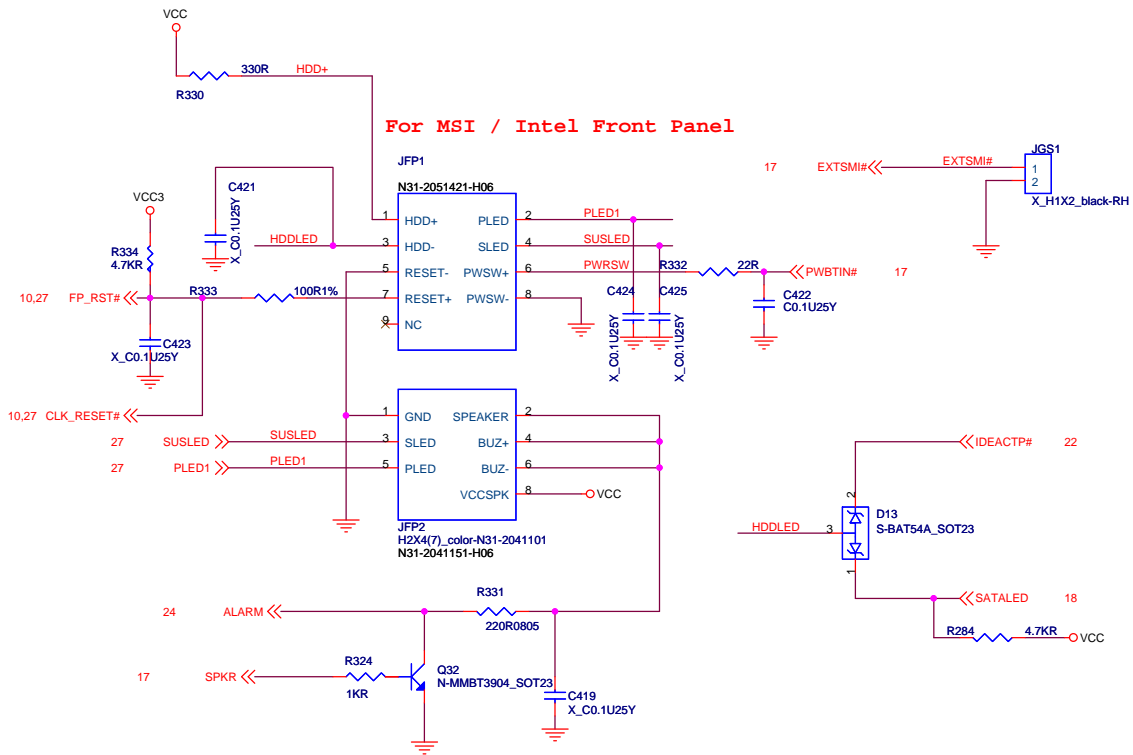 VCC
330R
HDD+
R330
For MSI / Intel Front Panel
JFP1
N31-2051421-H06
C421
X_C0.1U25Y
VCC3
R334
4.7KR
HDDLED
10,27
FP_RST#
R333
100R1%
C423
X_C0.1U25Y
10,27
CLK_RESET#
1
HDD+
3
HDD-
5
RESET-
7
RESET+
9
NC
PLED
2
SLED
4
PWSW+
6
PWSW-
8
PLED1
SUSLED
PWRSW
R332
22R
PWBTIN#
17
C424
C425
X_C0.1U25Y
X_C0.1U25Y
C422
C0.1U25Y
17
EXTSMI#
EXTSMI#
JGS1
1
2
X_H1X2_black-RH
27
SUSLED
SUSLED
27
PLED1
PLED1
1
GND
3
SLED
5
PLED
SPEAKER
2
BUZ+
4
BUZ-
6
VCCSPK
8
VCC
JFP2
H2X4(7)_color-N31-2041101
N31-2041151-H06
IDEACTP#
22
2
D13
S-BAT54A_SOT23
HDDLED
3
1
SATALED
18
R284
4.7KR
VCC
24
ALARM
R331
220R0805
17
SPKR
R324
1KR
Q32
N-MMBT3904_SOT23
C419
X_C0.1U25Y